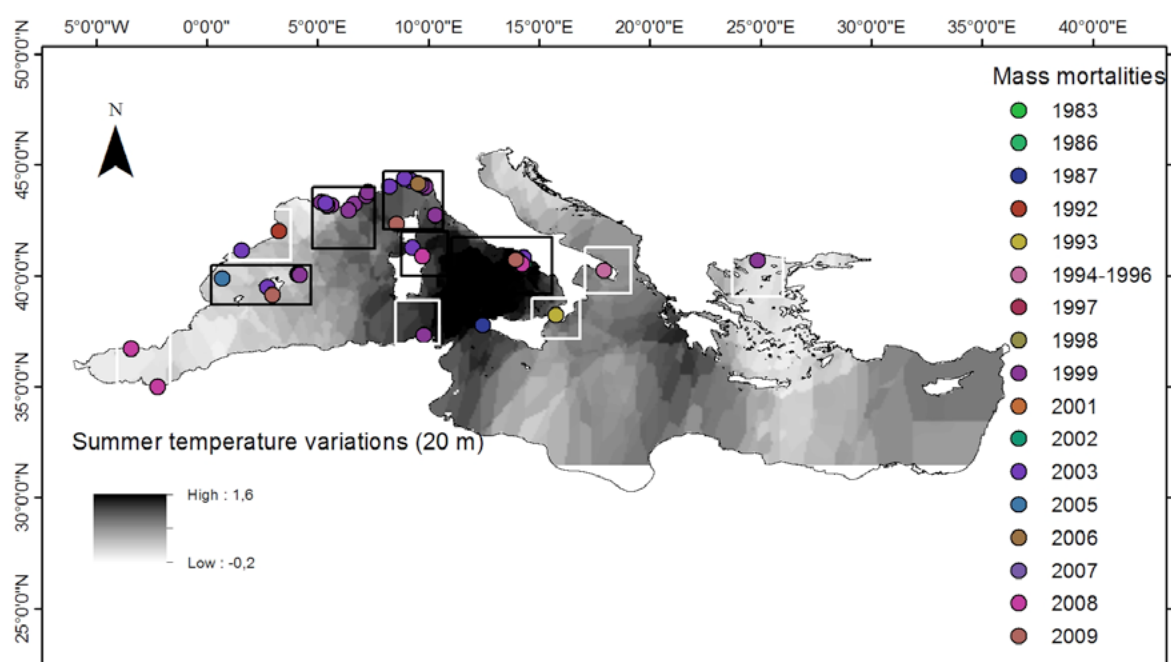 5°0'0"W 0°0'0" 5°0'0"E 10°0'0"E 15°0'0"E 20°0'0"E 25°0'0"E 30°0'0"E 35°0'0"E 40°0'0"E
50°0'0"N
45°0'0"N
40°0'0"N
35°0'0"N
30°0'0"N
25°0'0"N
N
Mass mortalities
1983
1986
1987
1992
1993
1994-1996
1997
1998
1999
2001
2002
2003
2005
2006
2007
2008
2009
Summer temperature variations (20 m)
High : 1,6
Low : -0,2